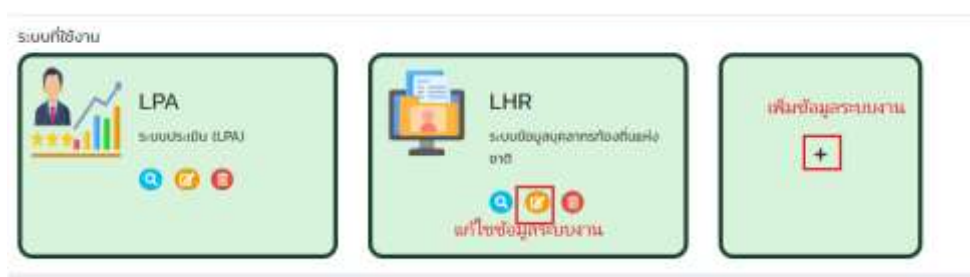 ระบบที่ใช้งาน
LPA
ระบบประเมิน (LPA)
LHR
ระบบข้อมูลบุคลากรท้องถิ่นแห่ง
ชาติ
แก้ไขข้อมูลระบบงาน
เพิ่มข้อมูลระบบงาน
+